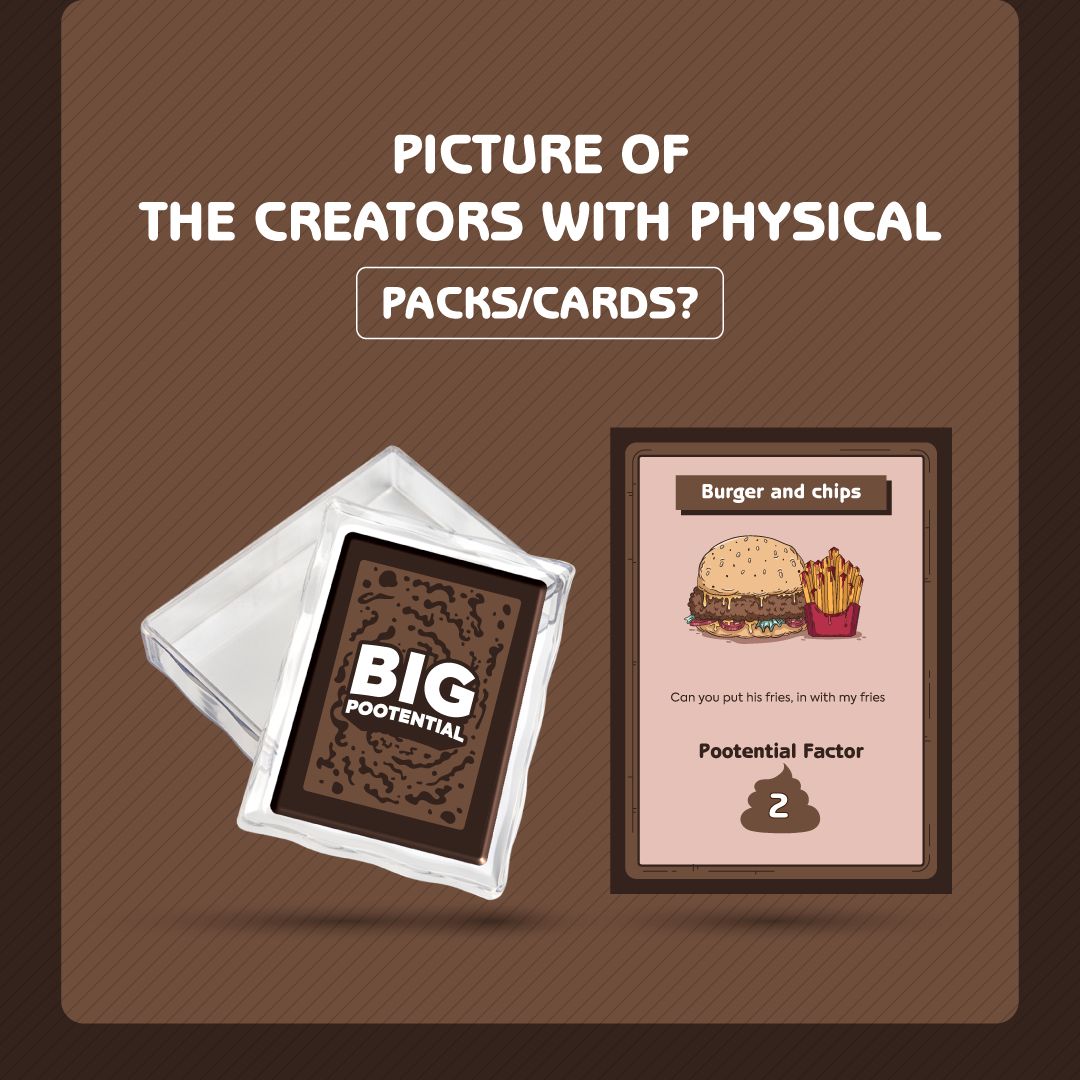 PICTURE OF
THE CREATORS WITH PHYSICAL
PACKS/CARDS?
BIG
POOTENTIAL
Burger and chips
Can you put his fries, in with my fries
Pootential Factor
2